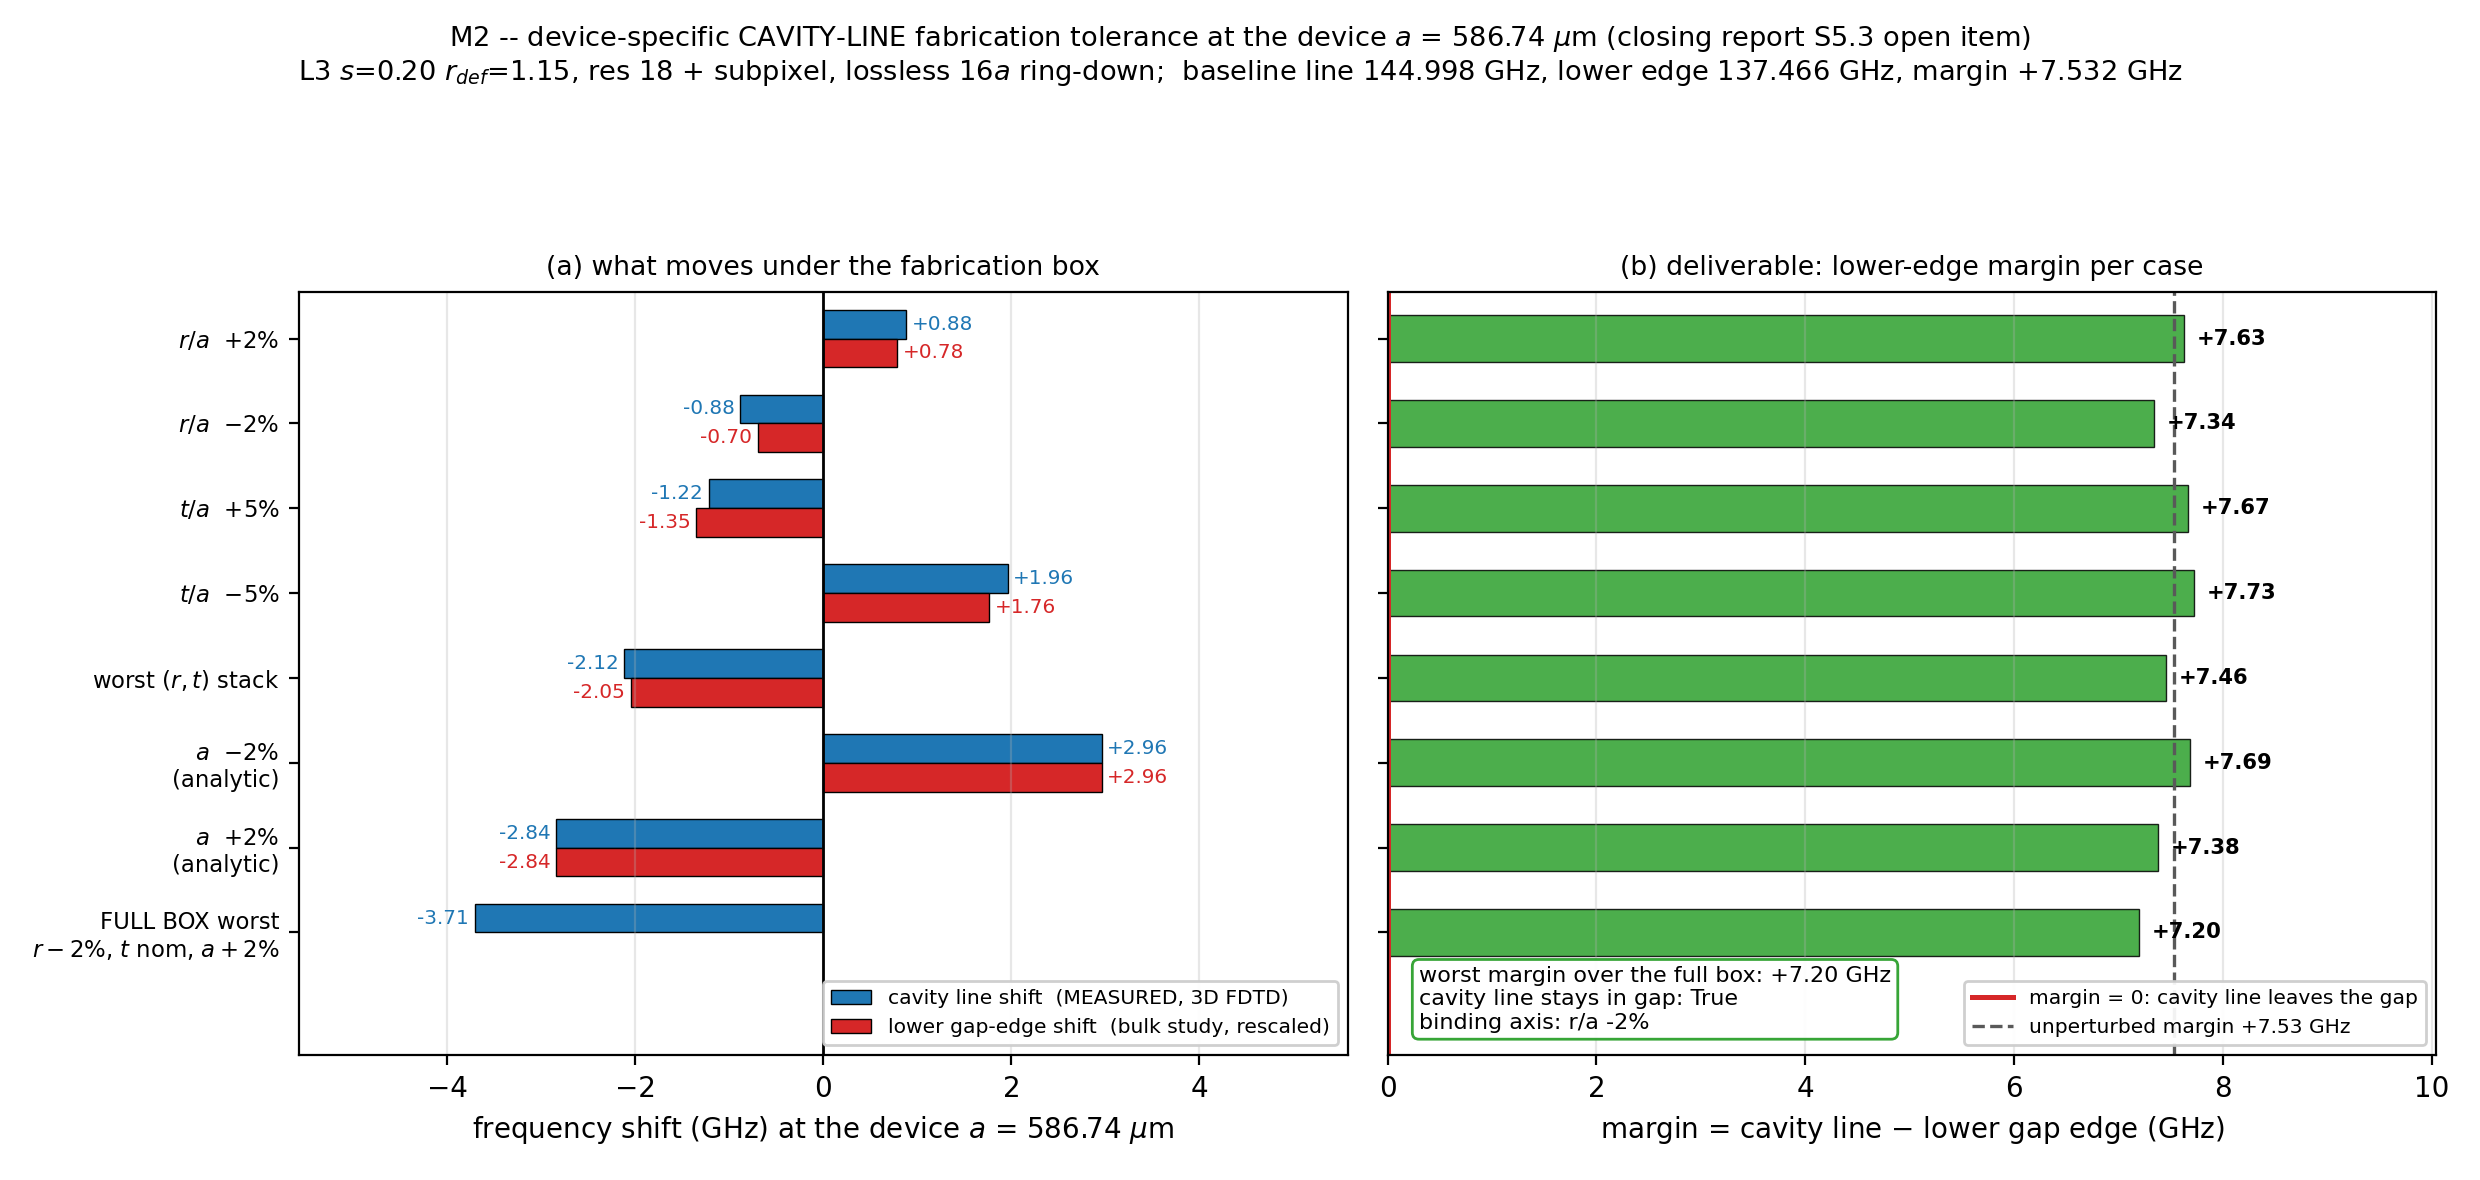 M2 -- device-specific CAVITY-LINE fabrication tolerance at the device a = 586.74 μm (closing report S5.3 open item)
L3 s=0.20 r_def=1.15, res 18 + subpixel, lossless 16a ring-down;  baseline line 144.998 GHz, lower edge 137.466 GHz, margin +7.532 GHz
(a) what moves under the fabrication box
r/a +2%
+0.88
+0.78
r/a −2%
-0.88
-0.70
t/a +5%
-1.22
-1.35
t/a −5%
+1.96
+1.76
worst (r, t) stack
-2.12
-2.05
a −2%
(analytic)
+2.96
+2.96
a +2%
(analytic)
-2.84
-2.84
FULL BOX worst
r − 2%, t nom, a + 2%
-3.71
cavity line shift  (MEASURED, 3D FDTD)
lower gap-edge shift  (bulk study, rescaled)
−4 −2 0 2 4
frequency shift (GHz) at the device a = 586.74 μm
(b) deliverable: lower-edge margin per case
+7.63
+7.34
+7.67
+7.73
+7.46
+7.69
+7.38
+7.20
worst margin over the full box: +7.20 GHz
cavity line stays in gap: True
binding axis: r/a -2%
margin = 0: cavity line leaves the gap
unperturbed margin +7.53 GHz
0 2 4 6 8 10
margin = cavity line − lower gap edge (GHz)